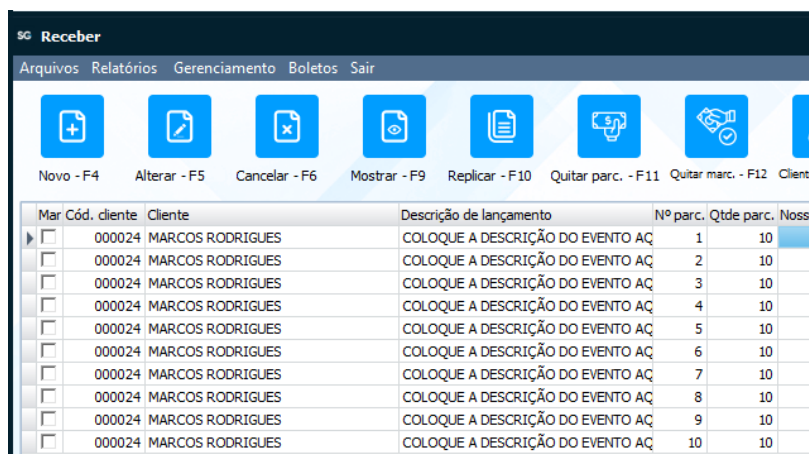 SG Receber
Arquivos Relatórios Gerenciamento Boletos Sair
Novo - F4 Alterar - F5 Cancelar - F6 Mostrar - F9 Replicar - F10 Quitar parc. - F11 Quitar marc. - F12 Client
Mar Cód. cliente Cliente Descrição de lançamento Nº parc. Qtde parc. Noss
000024 MARCOS RODRIGUES COLOQUE A DESCRIÇÃO DO EVENTO AQ 1 10
000024 MARCOS RODRIGUES COLOQUE A DESCRIÇÃO DO EVENTO AQ 2 10
000024 MARCOS RODRIGUES COLOQUE A DESCRIÇÃO DO EVENTO AQ 3 10
000024 MARCOS RODRIGUES COLOQUE A DESCRIÇÃO DO EVENTO AQ 4 10
000024 MARCOS RODRIGUES COLOQUE A DESCRIÇÃO DO EVENTO AQ 5 10
000024 MARCOS RODRIGUES COLOQUE A DESCRIÇÃO DO EVENTO AQ 6 10
000024 MARCOS RODRIGUES COLOQUE A DESCRIÇÃO DO EVENTO AQ 7 10
000024 MARCOS RODRIGUES COLOQUE A DESCRIÇÃO DO EVENTO AQ 8 10
000024 MARCOS RODRIGUES COLOQUE A DESCRIÇÃO DO EVENTO AQ 9 10
000024 MARCOS RODRIGUES COLOQUE A DESCRIÇÃO DO EVENTO AQ 10 10